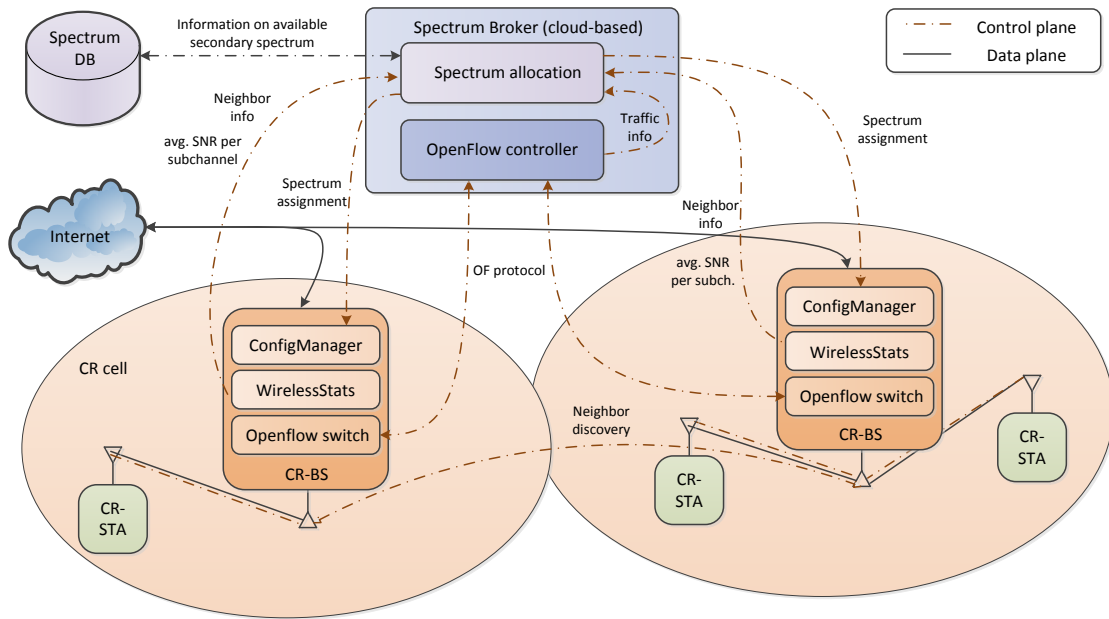 Spectrum
DB
Information on available
secondary spectrum
Spectrum Broker (cloud-based)
Spectrum allocation
OpenFlow controller
Traffic
info
Control plane
Data plane
Neighbor
info
avg. SNR per
subchannel
Spectrum
assignment
Spectrum
assignment
Internet
OF protocol
Neighbor
info
avg. SNR
per subch.
CR cell
ConfigManager
WirelessStats
Openflow switch
CR-BS
CR-
STA
Neighbor
discovery
ConfigManager
WirelessStats
Openflow switch
CR-BS
CR-
STA
CR-
STA